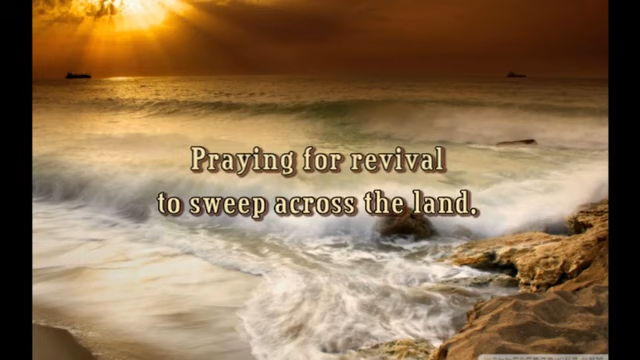 Praying for revival
to sweep across the land.